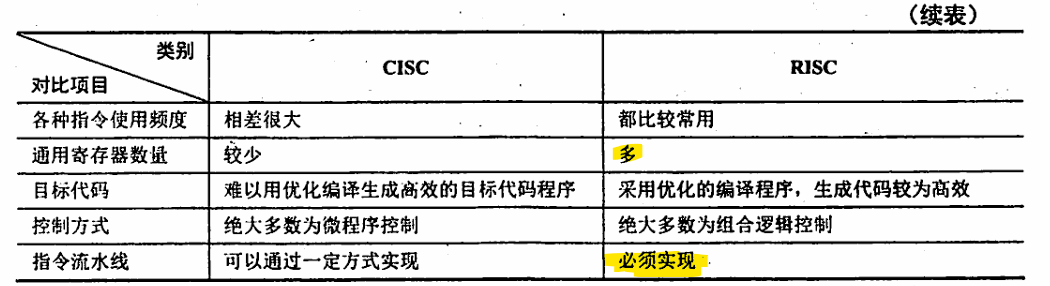 （续表）
类别
对比项目
CISC
RISC
各种指令使用频度 相差很大 都比较常用
通用寄存器数量 较少 多
目标代码 难以用优化编译生成高效的目标代码程序 采用优化的编译程序，生成代码较为高效
控制方式 绝大多数为微程序控制 绝大多数为组合逻辑控制
指令流水线 可以通过一定方式实现 必须实现